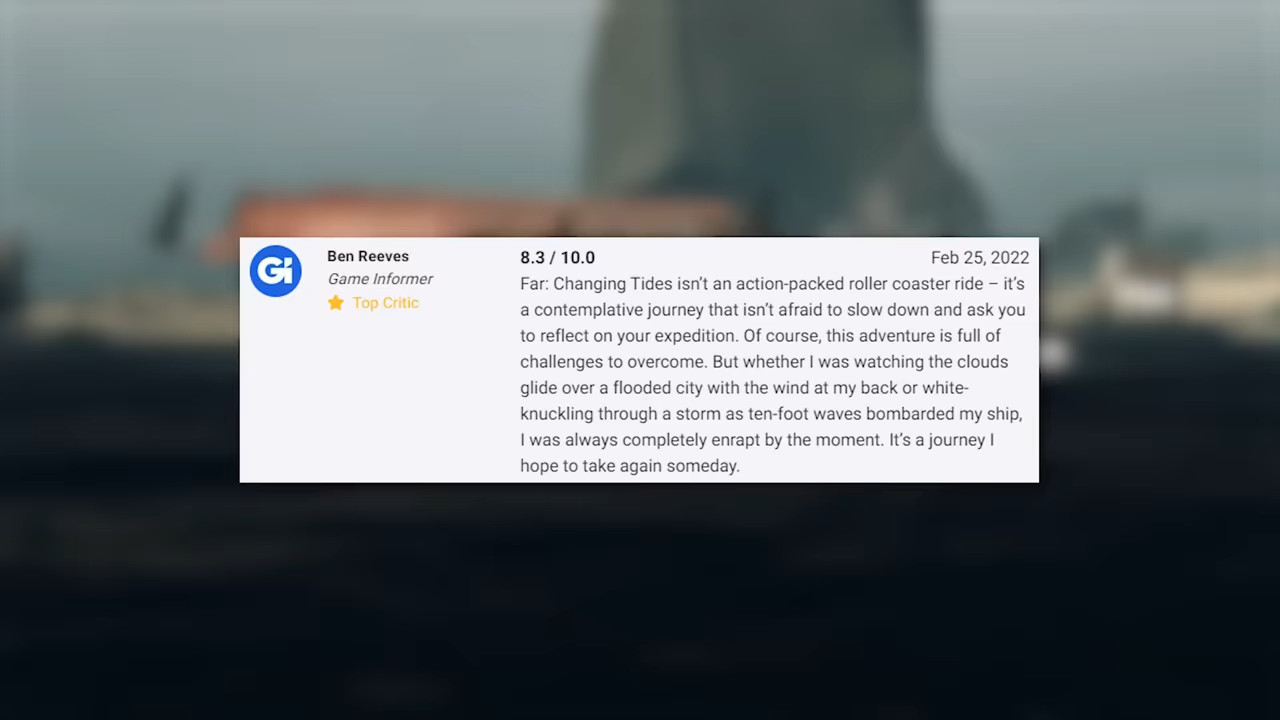 Gi
Ben Reeves
Game Informer
Top Critic
8.3 / 10.0
Feb 25, 2022
Far: Changing Tides isn’t an action-packed roller coaster ride – it’s
a contemplative journey that isn’t afraid to slow down and ask you
to reflect on your expedition. Of course, this adventure is full of
challenges to overcome. But whether I was watching the clouds
glide over a flooded city with the wind at my back or white-
knuckling through a storm as ten-foot waves bombarded my ship,
I was always completely enrapt by the moment. It’s a journey I
hope to take again someday.